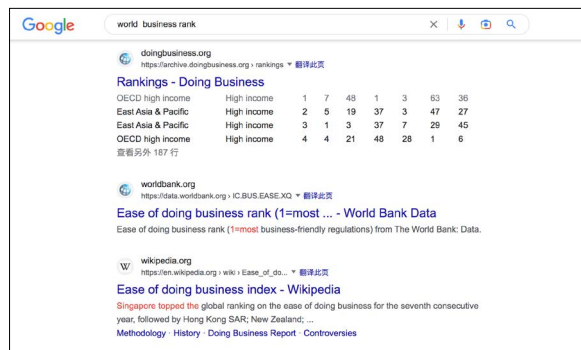 Google world business rank
doingbusiness.org
https://archive.doingbusiness.org › rankings ▼ 翻译此页
Rankings - Doing Business
OECD high income High income 1 7 48 1 3 63 36
East Asia & Pacific High income 2 5 19 37 3 47 27
East Asia & Pacific High income 3 1 3 37 7 29 45
OECD high income High income 4 4 21 48 28 1 6
查看另外 187 行
worldbank.org
https://data.worldbank.org › IC.BUS.EASE.XQ ▼ 翻译此页
Ease of doing business rank (1=most ... - World Bank Data
Ease of doing business rank (1=most business-friendly regulations) from The World Bank: Data.
W wikipedia.org
https://en.wikipedia.org › wiki › Ease_of_do... ▼ 翻译此页
Ease of doing business index - Wikipedia
Singapore topped the global ranking on the ease of doing business for the seventh consecutive
year, followed by Hong Kong SAR; New Zealand; ...
Methodology · History · Doing Business Report · Controversies